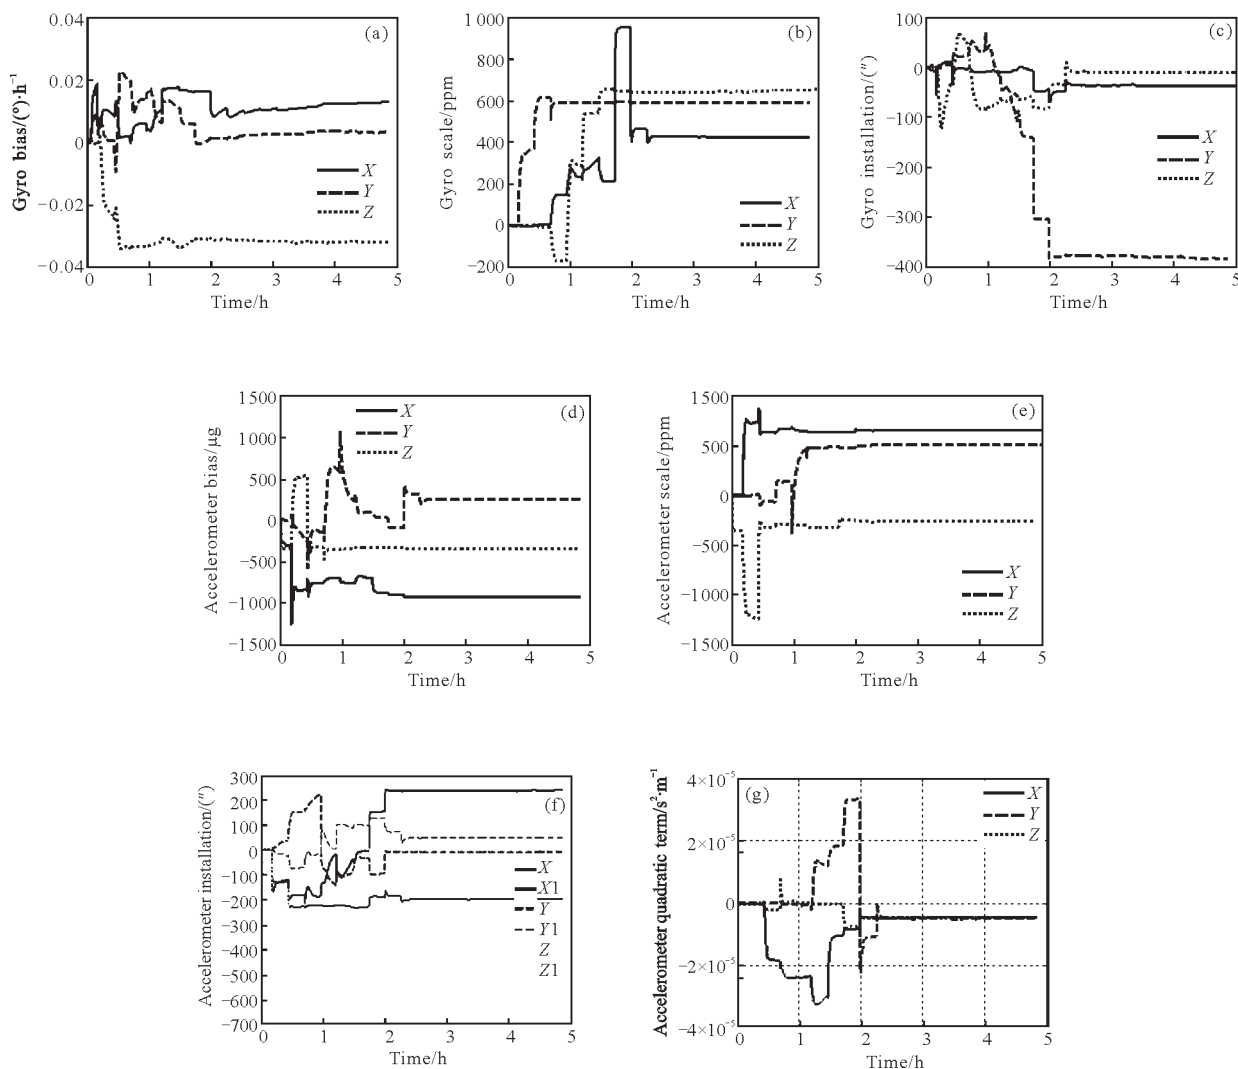 (a)
Gyro bias/(°)·h⁻¹
0.04
0.02
0
−0.02
−0.04
X
Y
Z
0 1 2 3 4 5
Time/h
(b)
Gyro scale/ppm
1 000
800
600
400
200
0
−200
X
Y
Z
0 1 2 3 4 5
Time/h
(c)
Gyro installation/(″)
100
0
−100
−200
−300
−400
X
Y
Z
0 1 2 3 4 5
Time/h
(d)
Accelerometer bias/μg
1500
1000
500
0
−500
−1000
−1500
X
Y
Z
0 1 2 3 4 5
Time/h
(e)
Accelerometer scale/ppm
1500
1000
500
0
−500
−1000
−1500
X
Y
Z
0 1 2 3 4 5
Time/h
(f)
Accelerometer installation/(″)
300
200
100
0
−100
−200
−300
−400
−500
−600
−700
X
X1
Y
Y1
Z
Z1
0 1 2 3 4 5
Time/h
(g)
Accelerometer quadratic term/s²·m⁻¹
4×10⁻⁵
2×10⁻⁵
0
−2×10⁻⁵
−4×10⁻⁵
X
Y
Z
0 1 2 3 4 5
Time/h